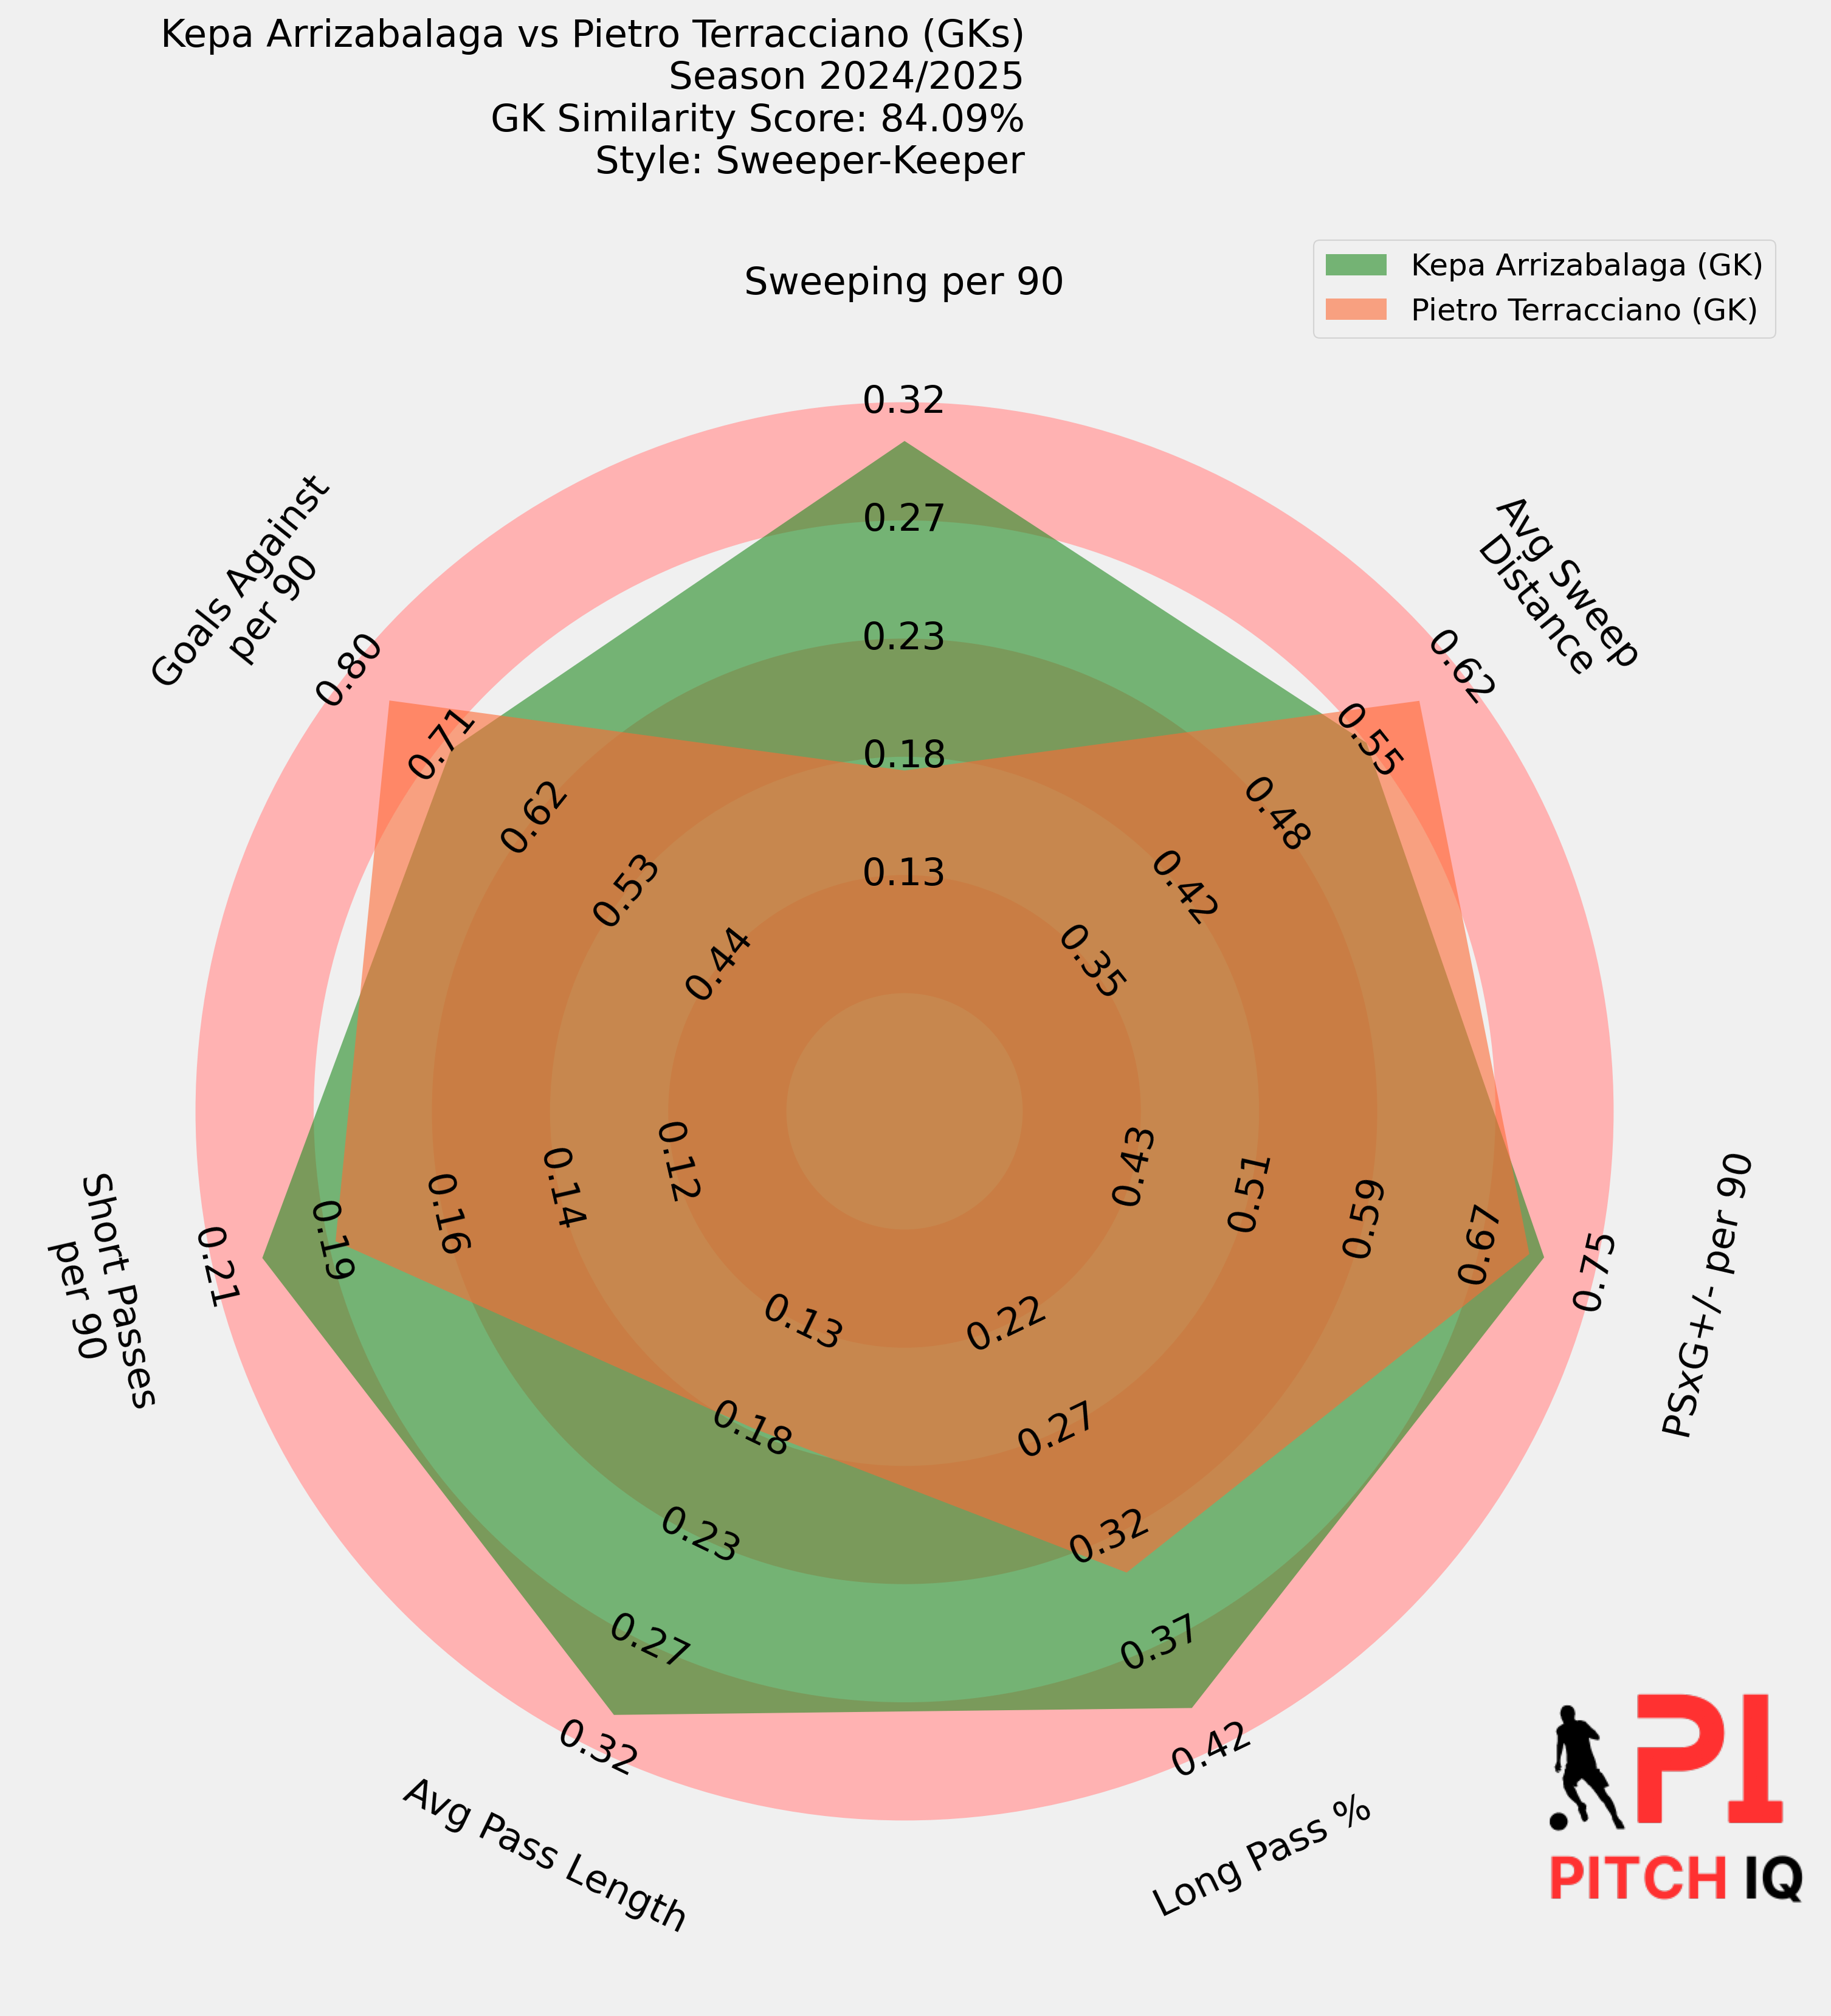 Kepa Arrizabalaga vs Pietro Terracciano (GKs)
Season 2024/2025
GK Similarity Score: 84.09%
Style: Sweeper-Keeper
Kepa Arrizabalaga (GK)
Pietro Terracciano (GK)
Sweeping per 90
0.32
0.27
0.23
0.18
0.13
Avg Sweep
Distance
0.62
0.55
0.48
0.42
0.35
PSxG+/- per 90
0.75
0.67
0.59
0.51
0.43
Long Pass %
0.42
0.37
0.32
0.27
0.22
Avg Pass Length
0.32
0.27
0.23
0.18
0.13
Short Passes
per 90
0.21
0.19
0.16
0.14
0.12
Goals Against
per 90
0.80
0.71
0.62
0.53
0.44
PI
PITCH IQ